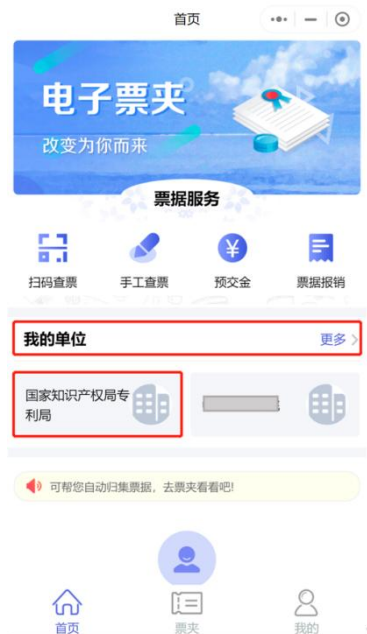 首页
电子票夹
改变为你而来
票据服务
扫码查票
手工查票
预交金
票据报销
我的单位
更多
国家知识产权局专
利局
可帮您自动归集票据，去票夹看看吧!
首页
票夹
我的